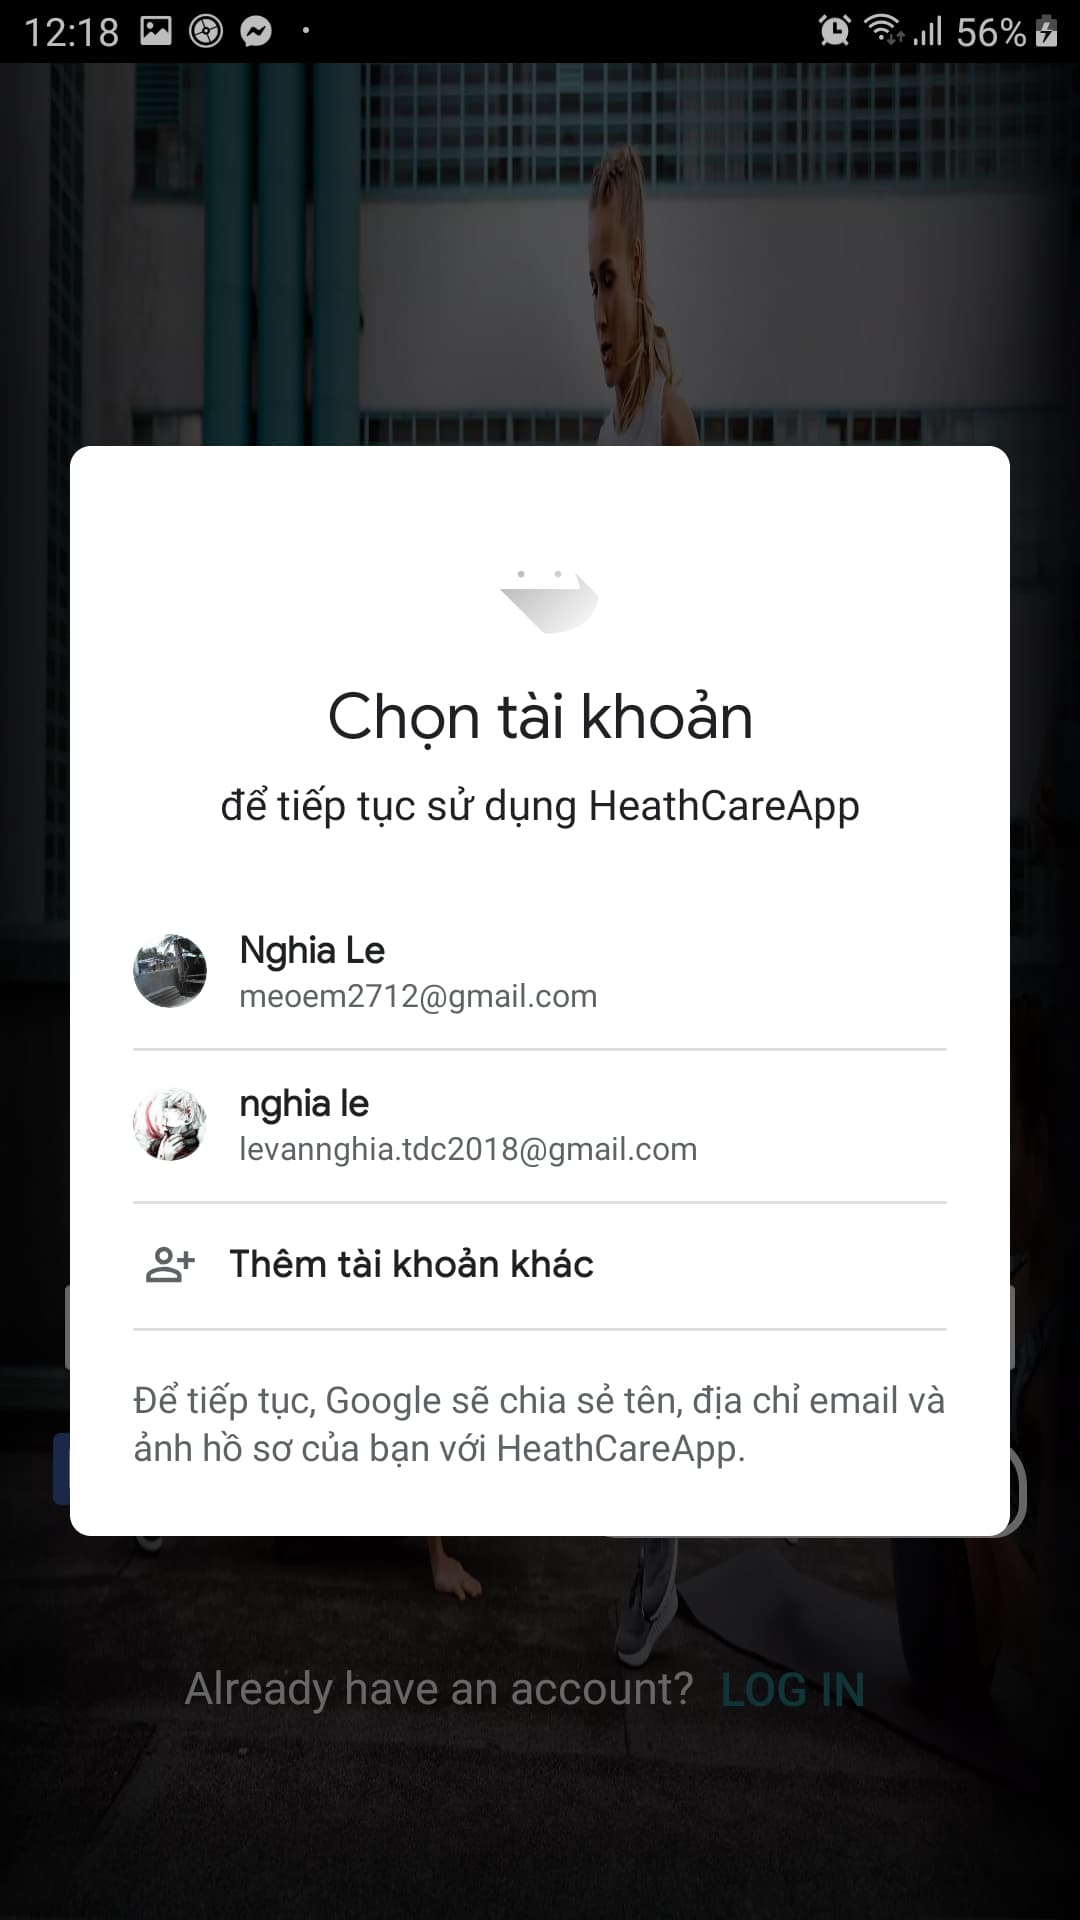 12:18
56%
Chọn tài khoản
để tiếp tục sử dụng HeathCareApp
Nghia Le
meoem2712@gmail.com
nghia le
levannghia.tdc2018@gmail.com
Thêm tài khoản khác
Để tiếp tục, Google sẽ chia sẻ tên, địa chỉ email và
ảnh hồ sơ của bạn với HeathCareApp.
Already have an account? LOG IN